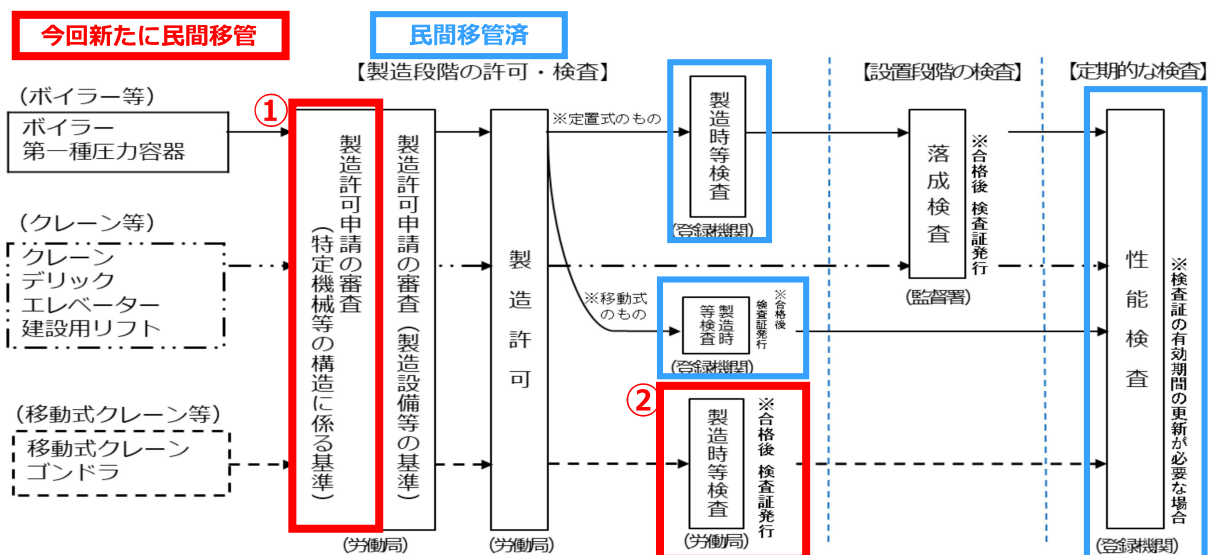 今回新たに民間移管
民間移管済
【製造段階の許可・検査】
【設置段階の検査】
【定期的な検査】
(ボイラー等)
ボイラー
第一種圧力容器
(クレーン等)
クレーン
デリック
エレベーター
建設用リフト
(移動式クレーン等)
移動式クレーン
ゴンドラ
①
製造許可申請の審査
(特定機械等の構造に係る基準)
製造許可申請の審査(製造設備等の基準)
(労働局)
製造許可
(労働局)
※定置式のもの
製造時等検査
(登録機関)
※移動式
のもの
製造時
等検査
※合格後
検査証発行
(登録機関)
②
製造時等検査
※合格後 検査証発行
(労働局)
落成検査
※合格後 検査証発行
(監督署)
性能検査
※検査証の有効期間の更新が必要な場合
(登録機関)